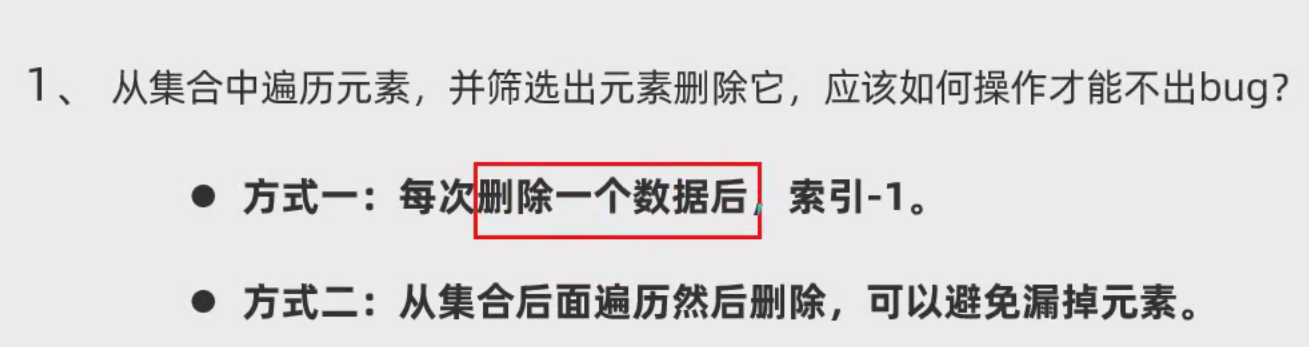 1、 从集合中遍历元素，并筛选出元素删除它，应该如何操作才能不出bug？
● 方式一：每次删除一个数据后，索引-1。
● 方式二：从集合后面遍历然后删除，可以避免漏掉元素。